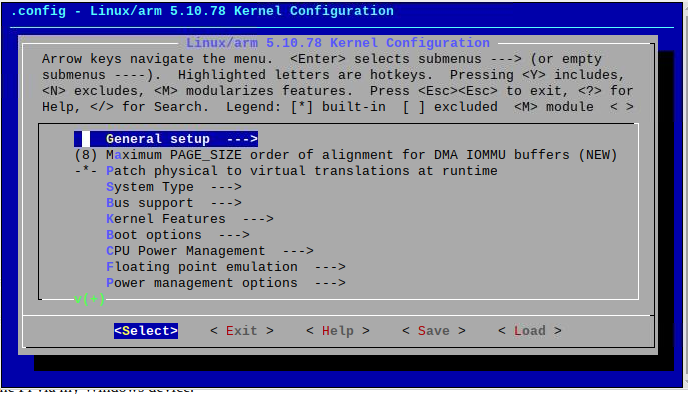 .config - Linux/arm 5.10.78 Kernel Configuration
Linux/arm 5.10.78 Kernel Configuration
Arrow keys navigate the menu.  <Enter> selects submenus ---> (or empty
submenus ----).  Highlighted letters are hotkeys.  Pressing <Y> includes,
<N> excludes, <M> modularizes features.  Press <Esc><Esc> to exit, <?> for
Help, </> for Search.  Legend: [*] built-in  [ ] excluded  <M> module  < >
General setup  --->
(8) Maximum PAGE_SIZE order of alignment for DMA IOMMU buffers (NEW)
-*- Patch physical to virtual translations at runtime
System Type  --->
Bus support  --->
Kernel Features  --->
Boot options  --->
CPU Power Management  --->
Floating point emulation  --->
Power management options  --->
v(+)
<Select>    < Exit >    < Help >    < Save >    < Load >